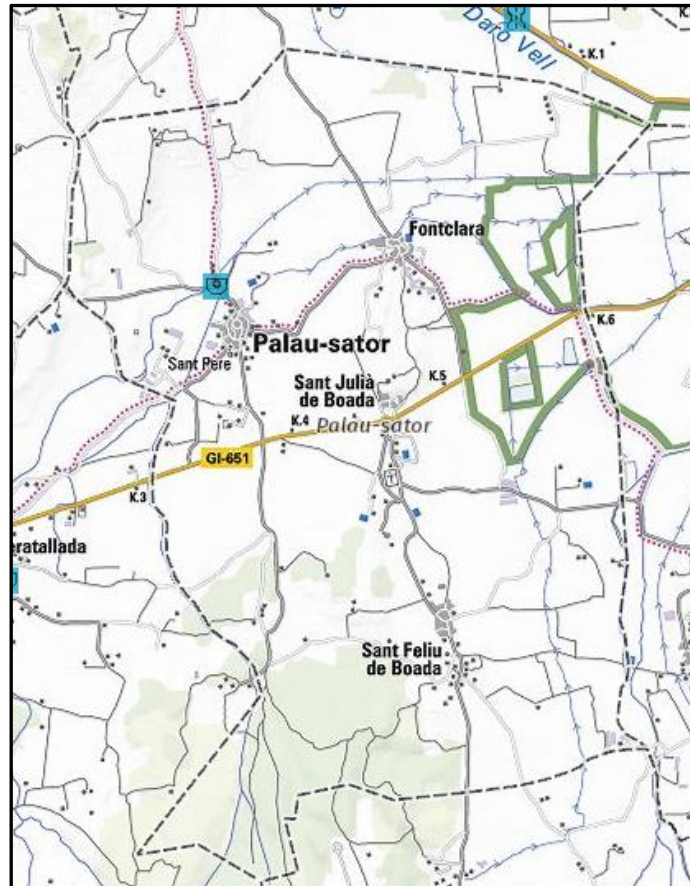 Daró Vell
K.1
Fontclara
K.6
Palau-sator
Sant Pere
K.5
Sant Julià
de Boada
K.4
Palau-sator
GI-651
K.3
eratallada
Sant Feliu
de Boada